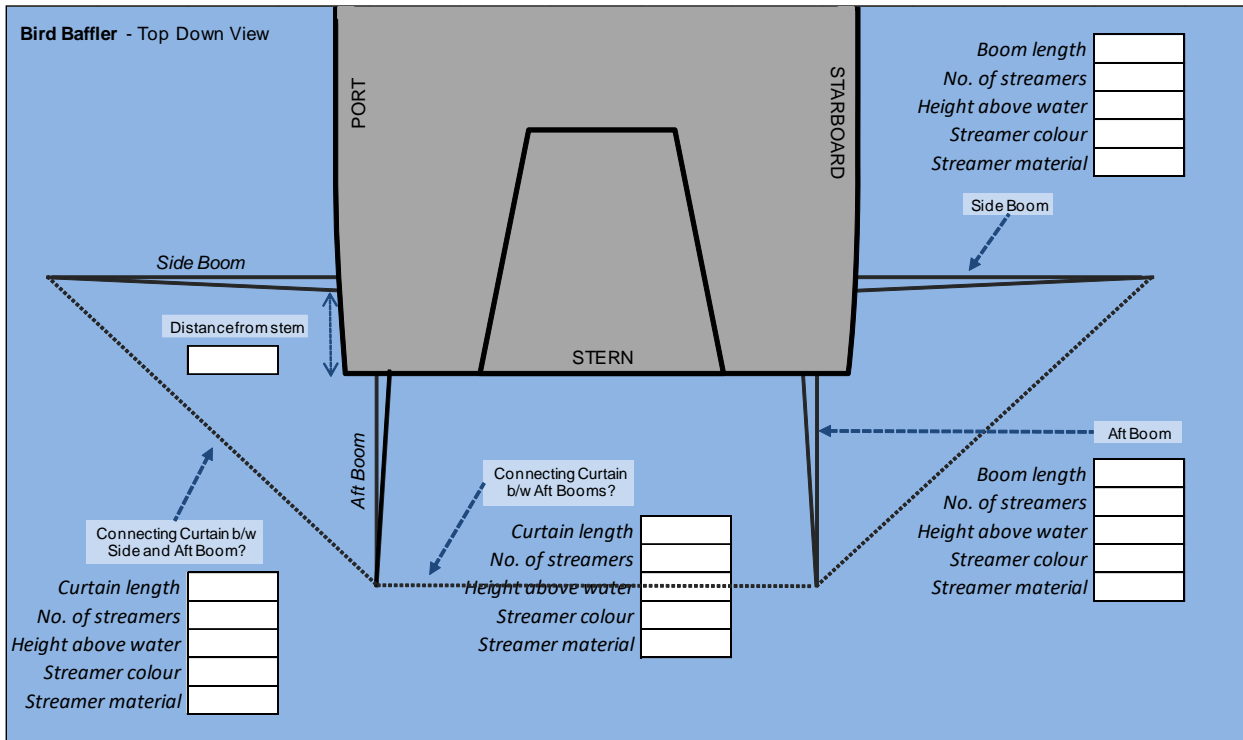 Bird Baffler - Top Down View
PORT
STARBOARD
Boom length
No. of streamers
Height above water
Streamer colour
Streamer material
Side Boom
Side Boom
Distance from stern
STERN
Aft Boom
Aft Boom
Connecting Curtain
b/w Aft Booms?
Boom length
No. of streamers
Height above water
Streamer colour
Streamer material
Connecting Curtain b/w
Side and Aft Boom?
Curtain length
No. of streamers
Height above water
Streamer colour
Streamer material
Curtain length
No. of streamers
Height above water
Streamer colour
Streamer material